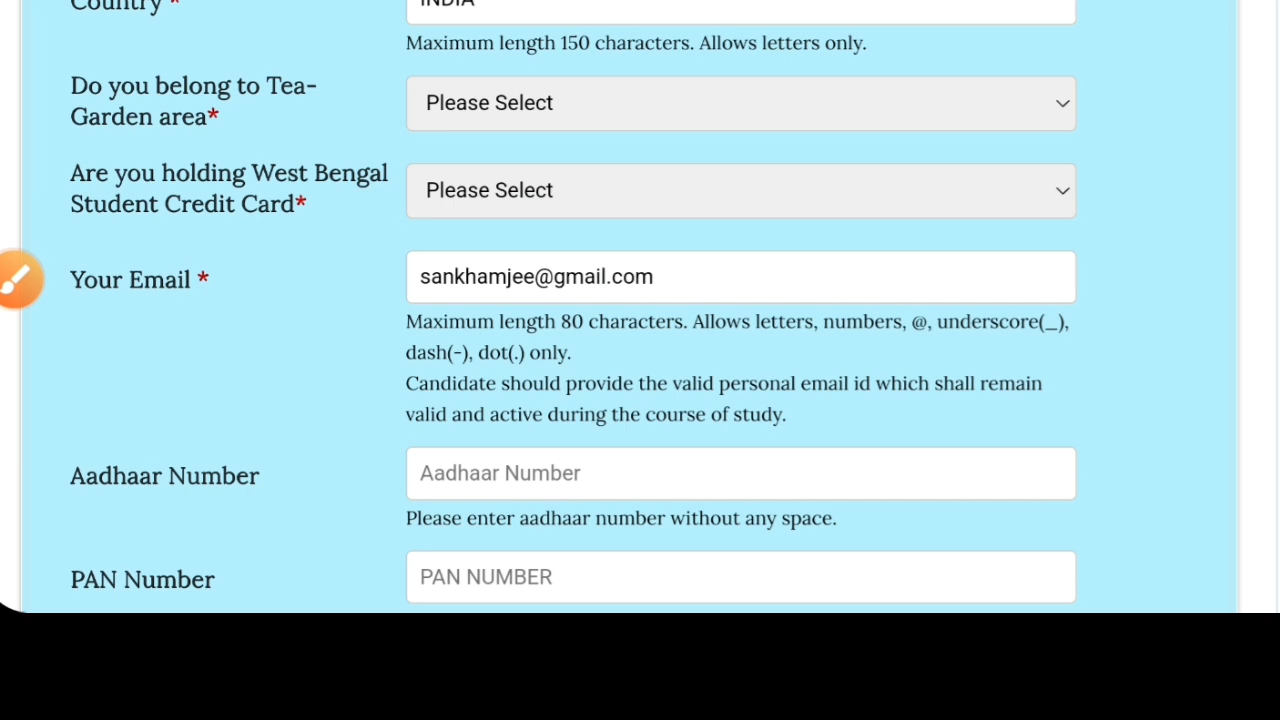 Country *
INDIA
Maximum length 150 characters. Allows letters only.
Do you belong to Tea-
Garden area*
Please Select
Are you holding West Bengal
Student Credit Card*
Please Select
Your Email *
sankhamjee@gmail.com
Maximum length 80 characters. Allows letters, numbers, @, underscore(_),
dash(-), dot(.) only.
Candidate should provide the valid personal email id which shall remain
valid and active during the course of study.
Aadhaar Number
Aadhaar Number
Please enter aadhaar number without any space.
PAN Number
PAN NUMBER